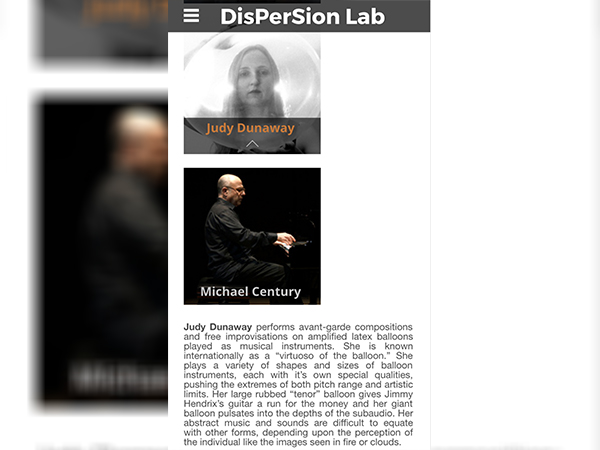 DisPerSion Lab
Judy Dunaway
Michael Century
Judy Dunaway performs avant-garde compositions
and free improvisations on amplified latex balloons
played as musical instruments. She is known
internationally as a “virtuoso of the balloon.” She
plays a variety of shapes and sizes of balloon
instruments, each with it’s own special qualities,
pushing the extremes of both pitch range and artistic
limits. Her large rubbed “tenor” balloon gives Jimmy
Hendrix’s guitar a run for the money and her giant
balloon pulsates into the depths of the subaudio. Her
abstract music and sounds are difficult to equate
with other forms, depending upon the perception of
the individual like the images seen in fire or clouds.